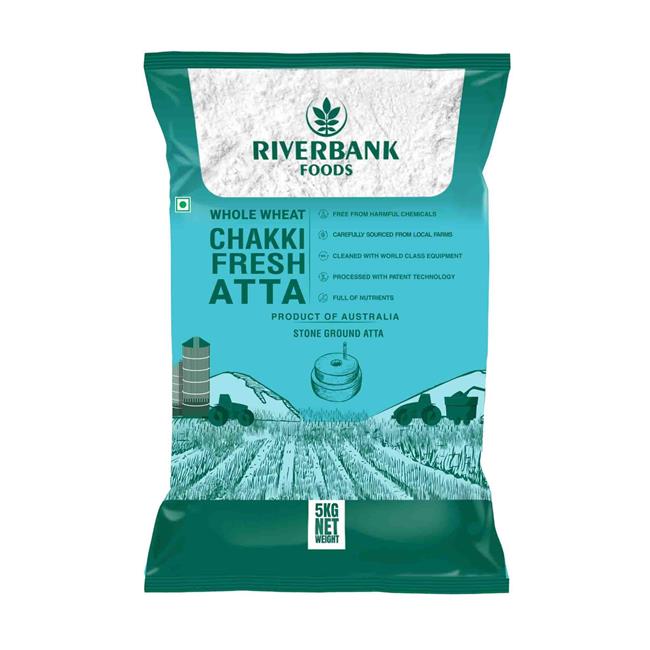 RIVERBANK
FOODS
WHOLE WHEAT
CHAKKI
FRESH
ATTA
FREE FROM HARMFUL CHEMICALS
CAREFULLY SOURCED FROM LOCAL FARMS
CLEANED WITH WORLD CLASS EQUIPMENT
PROCESSED WITH PATENT TECHNOLOGY
FULL OF NUTRIENTS
PRODUCT OF AUSTRALIA
STONE GROUND ATTA
5KG
NET
WEIGHT